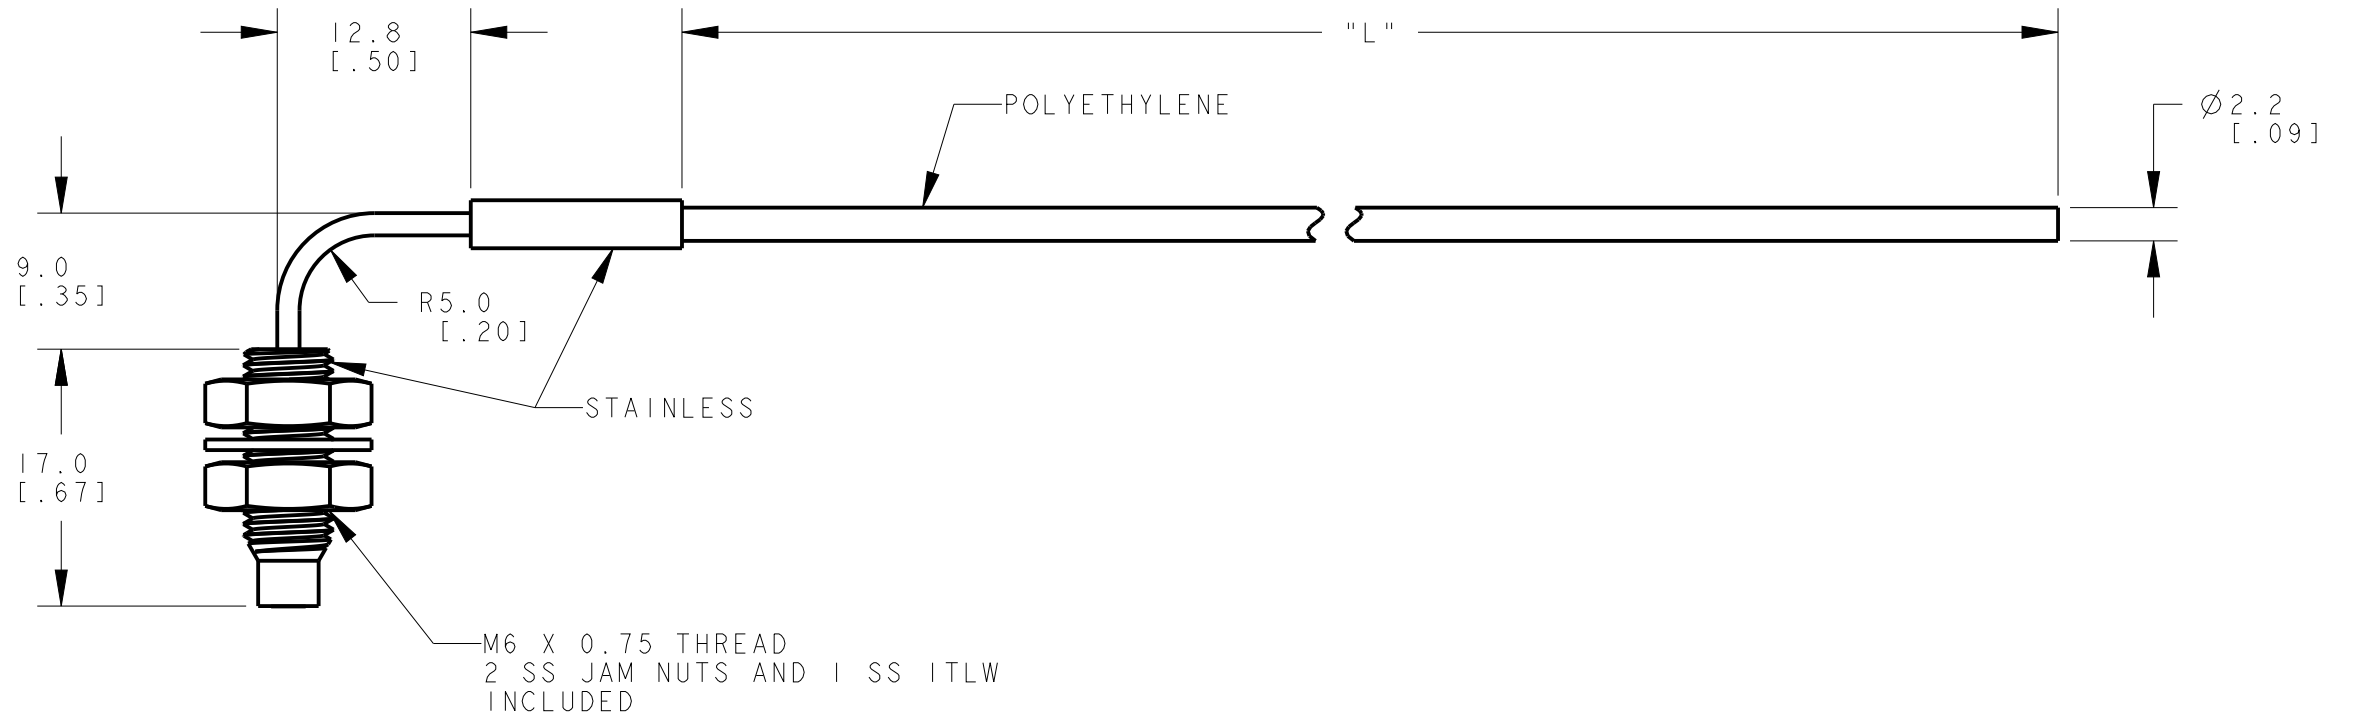 12.8
[.50]
"L"
POLYETHYLENE
Ø2.2
[.09]
9.0
[.35]
R5.0
[.20]
STAINLESS
17.0
[.67]
M6 X 0.75 THREAD
2 SS JAM NUTS AND 1 SS ITLW
INCLUDED